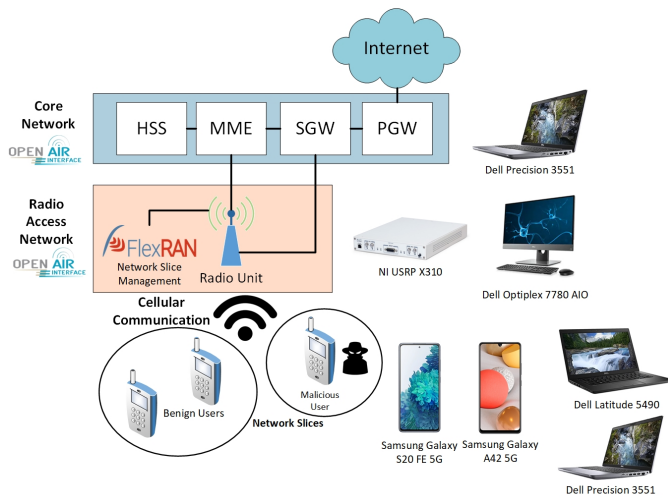 Internet
Core
Network
OPEN AIR
INTERFACE
HSS
MME
SGW
PGW
Dell Precision 3551
Radio
Access
Network
OPEN AIR
INTERFACE
FlexRAN
Network Slice
Management
Radio Unit
NI USRP X310
Dell Optiplex 7780 AIO
Cellular
Communication
Benign Users
Malicious
User
Network Slices
Samsung Galaxy
S20 FE 5G
Samsung Galaxy
A42 5G
Dell Latitude 5490
Dell Precision 3551